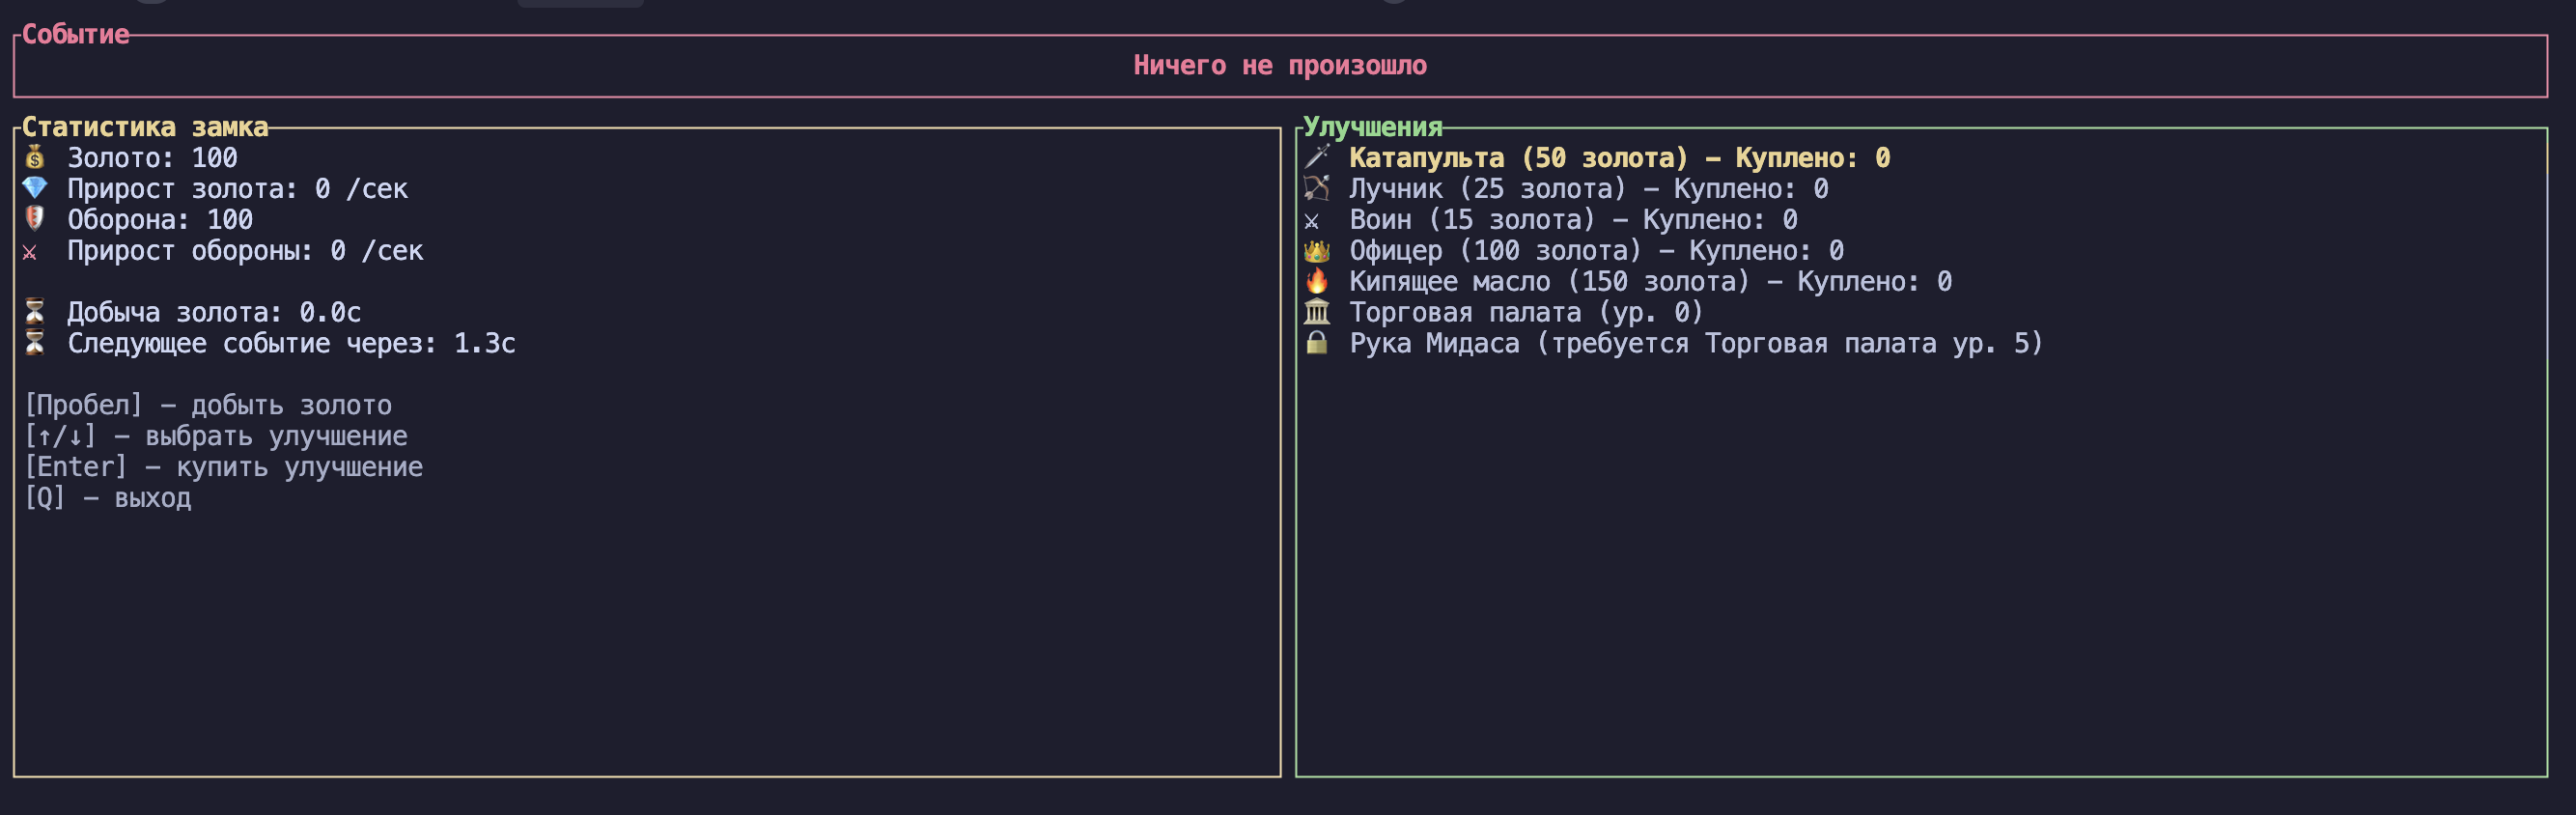 Событие
Ничего не произошло
Статистика замка
💰 Золото: 100
💎 Прирост золота: 0 /сек
🛡 Оборона: 100
⚔ Прирост обороны: 0 /сек
⏳ Добыча золота: 0.0с
⏳ Следующее событие через: 1.3с
[Пробел] – добыть золото
[↑/↓] – выбрать улучшение
[Enter] – купить улучшение
[Q] – выход
Улучшения
🗡 Катапульта (50 золота) – Куплено: 0
🏹 Лучник (25 золота) – Куплено: 0
⚔ Воин (15 золота) – Куплено: 0
👑 Офицер (100 золота) – Куплено: 0
🔥 Кипящее масло (150 золота) – Куплено: 0
🏛 Торговая палата (ур. 0)
🔒 Рука Мидаса (требуется Торговая палата ур. 5)